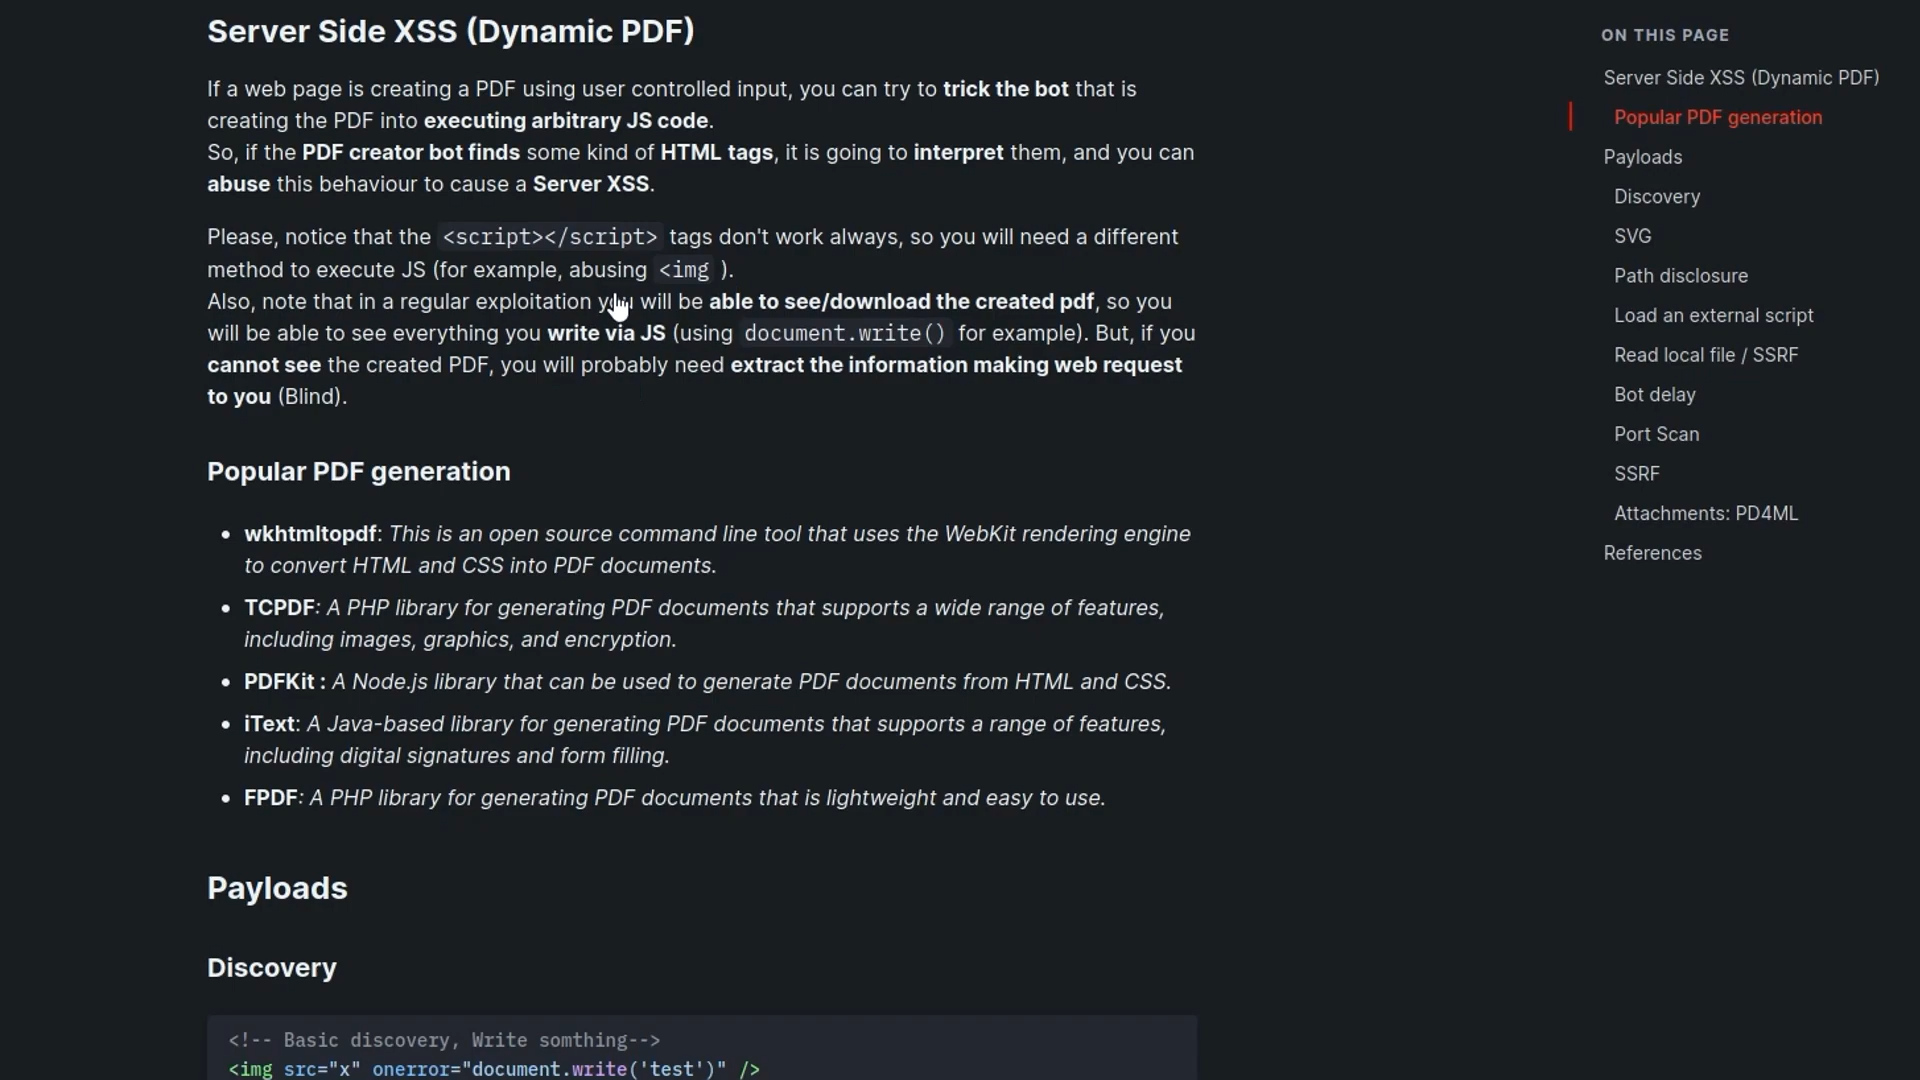 Server Side XSS (Dynamic PDF)
If a web page is creating a PDF using user controlled input, you can try to trick the bot that is
creating the PDF into executing arbitrary JS code.
So, if the PDF creator bot finds some kind of HTML tags, it is going to interpret them, and you can
abuse this behaviour to cause a Server XSS.
Please, notice that the <script></script> tags don't work always, so you will need a different
method to execute JS (for example, abusing <img ).
Also, note that in a regular exploitation you will be able to see/download the created pdf, so you
will be able to see everything you write via JS (using document.write() for example). But, if you
cannot see the created PDF, you will probably need extract the information making web request
to you (Blind).
Popular PDF generation
• wkhtmltopdf: This is an open source command line tool that uses the WebKit rendering engine
to convert HTML and CSS into PDF documents.
• TCPDF: A PHP library for generating PDF documents that supports a wide range of features,
including images, graphics, and encryption.
• PDFKit : A Node.js library that can be used to generate PDF documents from HTML and CSS.
• iText: A Java-based library for generating PDF documents that supports a range of features,
including digital signatures and form filling.
• FPDF: A PHP library for generating PDF documents that is lightweight and easy to use.
Payloads
Discovery
<!-- Basic discovery, Write somthing-->
<img src="x" onerror="document.write('test')" />
ON THIS PAGE
Server Side XSS (Dynamic PDF)
Popular PDF generation
Payloads
Discovery
SVG
Path disclosure
Load an external script
Read local file / SSRF
Bot delay
Port Scan
SSRF
Attachments: PD4ML
References